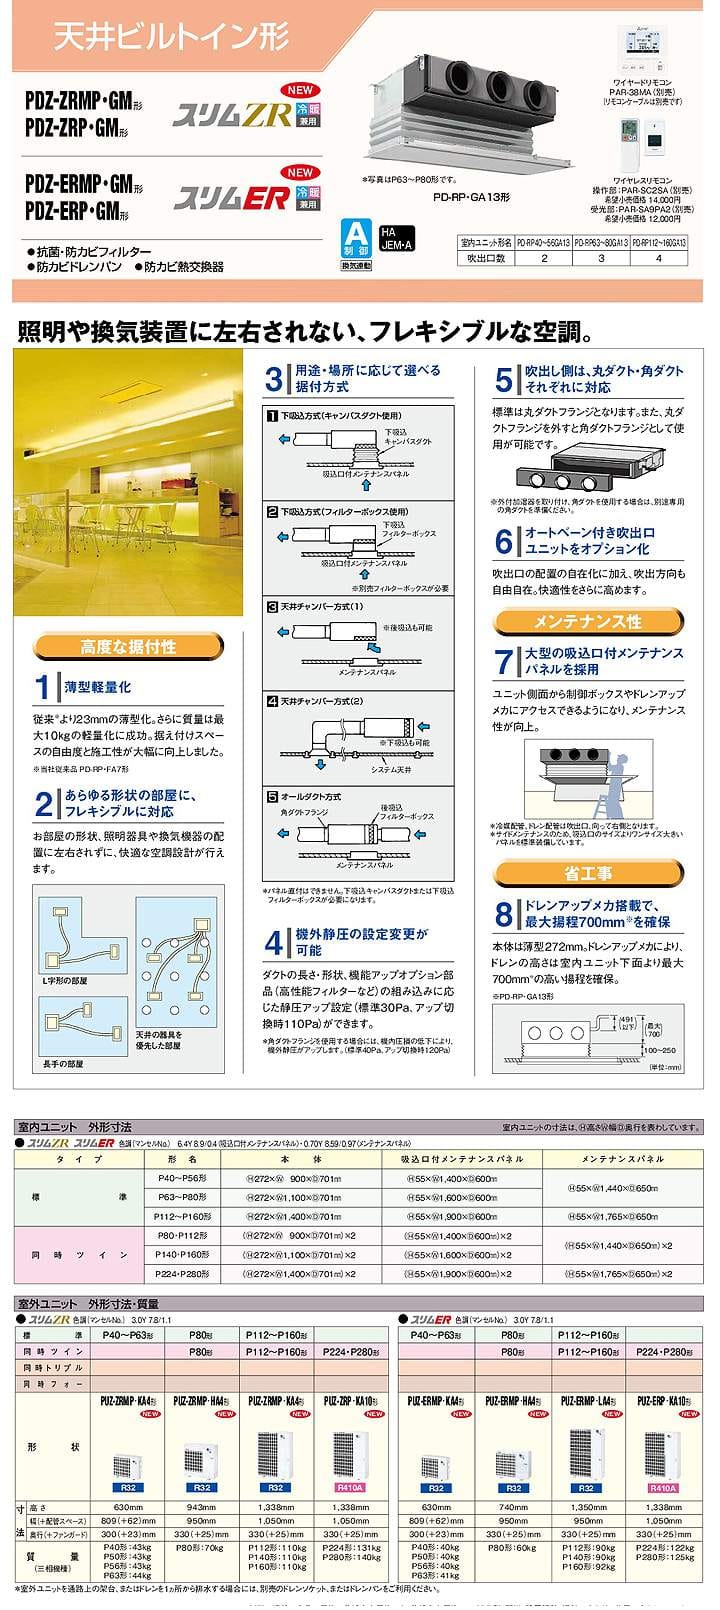 天井ビルトイン形
PDZ-ZRMP・GM形
PDZ-ZRP・GM形
スリムZR
NEW
冷暖兼用
PDZ-ERMP・GM形
PDZ-ERP・GM形
スリムER
NEW
冷暖兼用
●抗菌・防カビフィルター
●防カビドレンパン ●防カビ熱交換器
※写真はP63～P80形です。
PD-RP・GA13形
ワイヤードリモコン
PAR-38MA(別売)
(リモコンケーブルは別売です)
ワイヤレスリモコン
操作部:PAR-SC2SA(別売)
希望小売価格 14,000円
受光部:PAR-SA9PA2(別売)
希望小売価格 12,000円
A
制御
換気連動
HA
JEM・A
室内ユニット形名 PD-RP40～56GA13 PD-RP63～80GA13 PD-RP112～160GA13
吹出口数 2 3 4
照明や換気装置に左右されない、フレキシブルな空調。
高度な据付性
1 薄型軽量化
従来※より23mmの薄型化。さらに質量は最
大10kgの軽量化に成功。据え付けスペー
スの自由度と施工性が大幅に向上しました。
※当社従来品 PD-RP・FA7形
2 あらゆる形状の部屋に、
フレキシブルに対応
お部屋の形状、照明器具や換気機器の配
置に左右されずに、快適な空調設計が行え
ます。
L字形の部屋
長手の部屋
天井の器具を
優先した部屋
3 用途・場所に応じて選べる
据付方式
1 下吸込方式(キャンバスダクト使用)
下吸込
キャンバスダクト
吸込口付メンテナンスパネル
2 下吸込方式(フィルターボックス使用)
下吸込
フィルターボックス
吸込口付メンテナンスパネル
※別売フィルターボックスが必要
3 天井チャンバー方式(1)
※後吸込も可能
メンテナンスパネル
4 天井チャンバー方式(2)
※下吸込も可能
システム天井
5 オールダクト方式
角ダクトフランジ
後吸込
フィルターボックス
メンテナンスパネル
※パネル直付はできません。下吸込キャンバスダクトまたは下吸込
フィルターボックスが必要になります。
4 機外静圧の設定変更が
可能
ダクトの長さ・形状、機能アップオプション部
品(高性能フィルターなど)の組み込みに応
じた静圧アップ設定(標準30Pa、アップ切
換時110Pa)ができます。
※角ダクトフランジを使用する場合には、機内圧損の低下により、
機外静圧がアップします。(標準40Pa、アップ切換時120Pa)
5 吹出し側は、丸ダクト・角ダクト
それぞれに対応
標準は丸ダクトフランジとなります。また、丸ダ
クトフランジを外すと角ダクトフランジとして使
用が可能です。
※外付加湿器を取り付け、角ダクトを使用する場合は、別途専用
の角ダクトを準備ください。
6 オートベーン付き吹出口
ユニットをオプション化
吹出口の配置の自在化に加え、吹出方向も
自由自在。快適性をさらに高めます。
メンテナンス性
7 大型の吸込口付メンテナンス
パネルを採用
ユニット側面から制御ボックスやドレンアップ
メカにアクセスできるようになり、メンテナンス
性が向上。
※冷媒配管、ドレン配管は吹出口、向って右側となります。
※サイドメンテナンスのため、吸込口のサイズよりワンサイズ大きい
パネルを標準装備しています。
省工事
8 ドレンアップメカ搭載で、
最大揚程700mm※を確保
本体は薄型272mm。ドレンアップメカにより、
ドレンの高さは室内ユニット下面より最大
700mm※の高い揚程を確保。
※PD-RP・GA13形
(491
以下)
(最大)
700
100～250
(単位:mm)
室内ユニット 外形寸法
室内ユニットの寸法は、Ⓗ高さⓌ幅Ⓓ奥行を表わしています。
●スリムZR スリムER 色調(マンセルNo.) 6.4Y 8.9/0.4(吸込口付メンテナンスパネル)・0.70Y 8.59/0.97(メンテナンスパネル)
タイプ 形名 本体 吸込口付メンテナンスパネル メンテナンスパネル
標準 P40～P56形 Ⓗ272×Ⓦ 900×Ⓓ701㎜ Ⓗ55×Ⓦ1,400×Ⓓ600㎜ Ⓗ55×Ⓦ1,440×Ⓓ650㎜
P63～P80形 Ⓗ272×Ⓦ1,100×Ⓓ701㎜ Ⓗ55×Ⓦ1,600×Ⓓ600㎜
P112～P160形 Ⓗ272×Ⓦ1,400×Ⓓ701㎜ Ⓗ55×Ⓦ1,900×Ⓓ600㎜ Ⓗ55×Ⓦ1,765×Ⓓ650㎜
同時ツイン P80・P112形 (Ⓗ272×Ⓦ 900×Ⓓ701㎜)×2 (Ⓗ55×Ⓦ1,400×Ⓓ600㎜)×2 (Ⓗ55×Ⓦ1,440×Ⓓ650㎜)×2
P140・P160形 (Ⓗ272×Ⓦ1,100×Ⓓ701㎜)×2 (Ⓗ55×Ⓦ1,600×Ⓓ600㎜)×2
P224・P280形 (Ⓗ272×Ⓦ1,400×Ⓓ701㎜)×2 (Ⓗ55×Ⓦ1,900×Ⓓ600㎜)×2 (Ⓗ55×Ⓦ1,765×Ⓓ650㎜)×2
室外ユニット 外形寸法・質量
●スリムZR 色調(マンセルNo.) 3.0Y 7.8/1.1 ●スリムER 色調(マンセルNo.) 3.0Y 7.8/1.1
標準 P40～P63形 P80形 P112～P160形 P40～P63形 P80形 P112～P160形
同時ツイン P80形 P112～P160形 P224・P280形 P80形 P112～P160形 P224・P280形
同時トリプル
同時フォー
形状 PUZ-ZRMP・KA4形 PUZ-ZRMP・HA4形 PUZ-ZRMP・KA4形 PUZ-ZRP・KA10形 PUZ-ERMP・KA4形 PUZ-ERMP・HA4形 PUZ-ERMP・LA4形 PUZ-ERP・KA10形
NEW NEW NEW NEW NEW NEW NEW NEW
R32 R32 R32 R410A R32 R32 R32 R410A
寸法 高さ 630mm 943mm 1,338mm 1,338mm 630mm 740mm 1,350mm 1,338mm
幅(+配管スペース) 809(+62)mm 950mm 1,050mm 1,050mm 809(+62)mm 950mm 950mm 1,050mm
奥行(+ファンガード) 300(+23)mm 330(+25)mm 330(+25)mm 330(+25)mm 300(+23)mm 330(+25)mm 330(+25)mm 330(+25)mm
質量 (三相機種) P40形:43kg P80形:70kg P112形:110kg P224形:131kg P40形:40kg P80形:60kg P112形:90kg P224形:122kg
P50形:43kg P140形:110kg P280形:140kg P50形:40kg P140形:90kg P280形:125kg
P56形:43kg P160形:110kg P56形:40kg P160形:92kg
P63形:44kg P63形:41kg
※室外ユニットを通路上の架台、またはドレンを1ヵ所から排水する場合には、別売のドレンソケット、またはドレンパンをご利用ください。